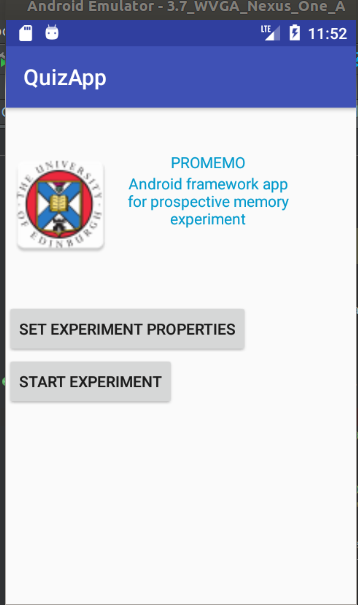 Android Emulator - 3.7_WVGA_Nexus_One_A
LTE 11:52
QuizApp
THE UNIVERSITY OF EDINBURGH
PROMEMO
Android framework app
for prospective memory
experiment
SET EXPERIMENT PROPERTIES
START EXPERIMENT